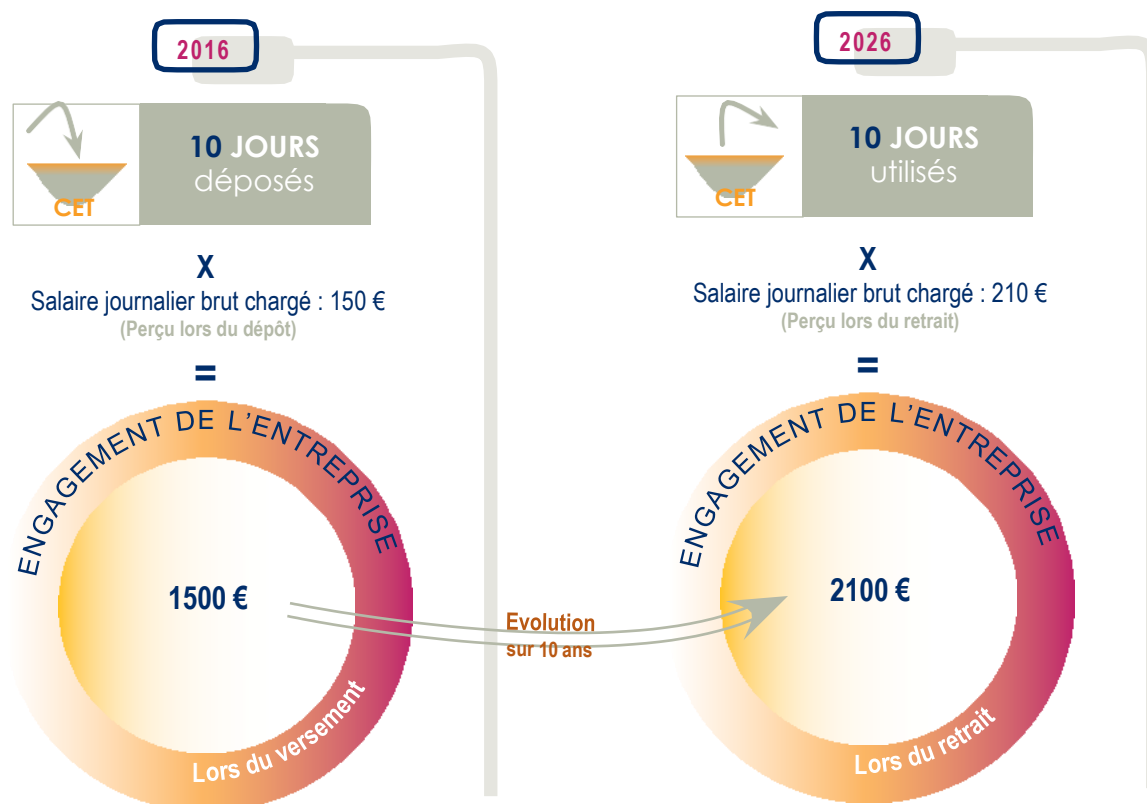 2016
10 JOURS
déposés
CET
X
Salaire journalier brut chargé : 150 €
(Perçu lors du dépôt)
=
ENGAGEMENT DE L'ENTREPRISE
1500 €
Lors du versement
Evolution
sur 10 ans
2026
10 JOURS
utilisés
CET
X
Salaire journalier brut chargé : 210 €
(Perçu lors du retrait)
=
ENGAGEMENT DE L'ENTREPRISE
2100 €
Lors du retrait